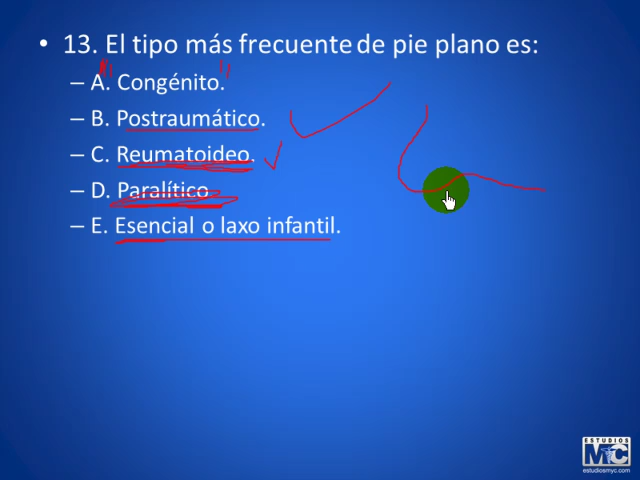 • 13. El tipo más frecuente de pie plano es:
– A. Congénito.
– B. Postraumático.
– C. Reumatoideo.
– D. Paralítico
– E. Esencial o laxo infantil.
ESTUDIOS
MyC
estudiosmyc.com